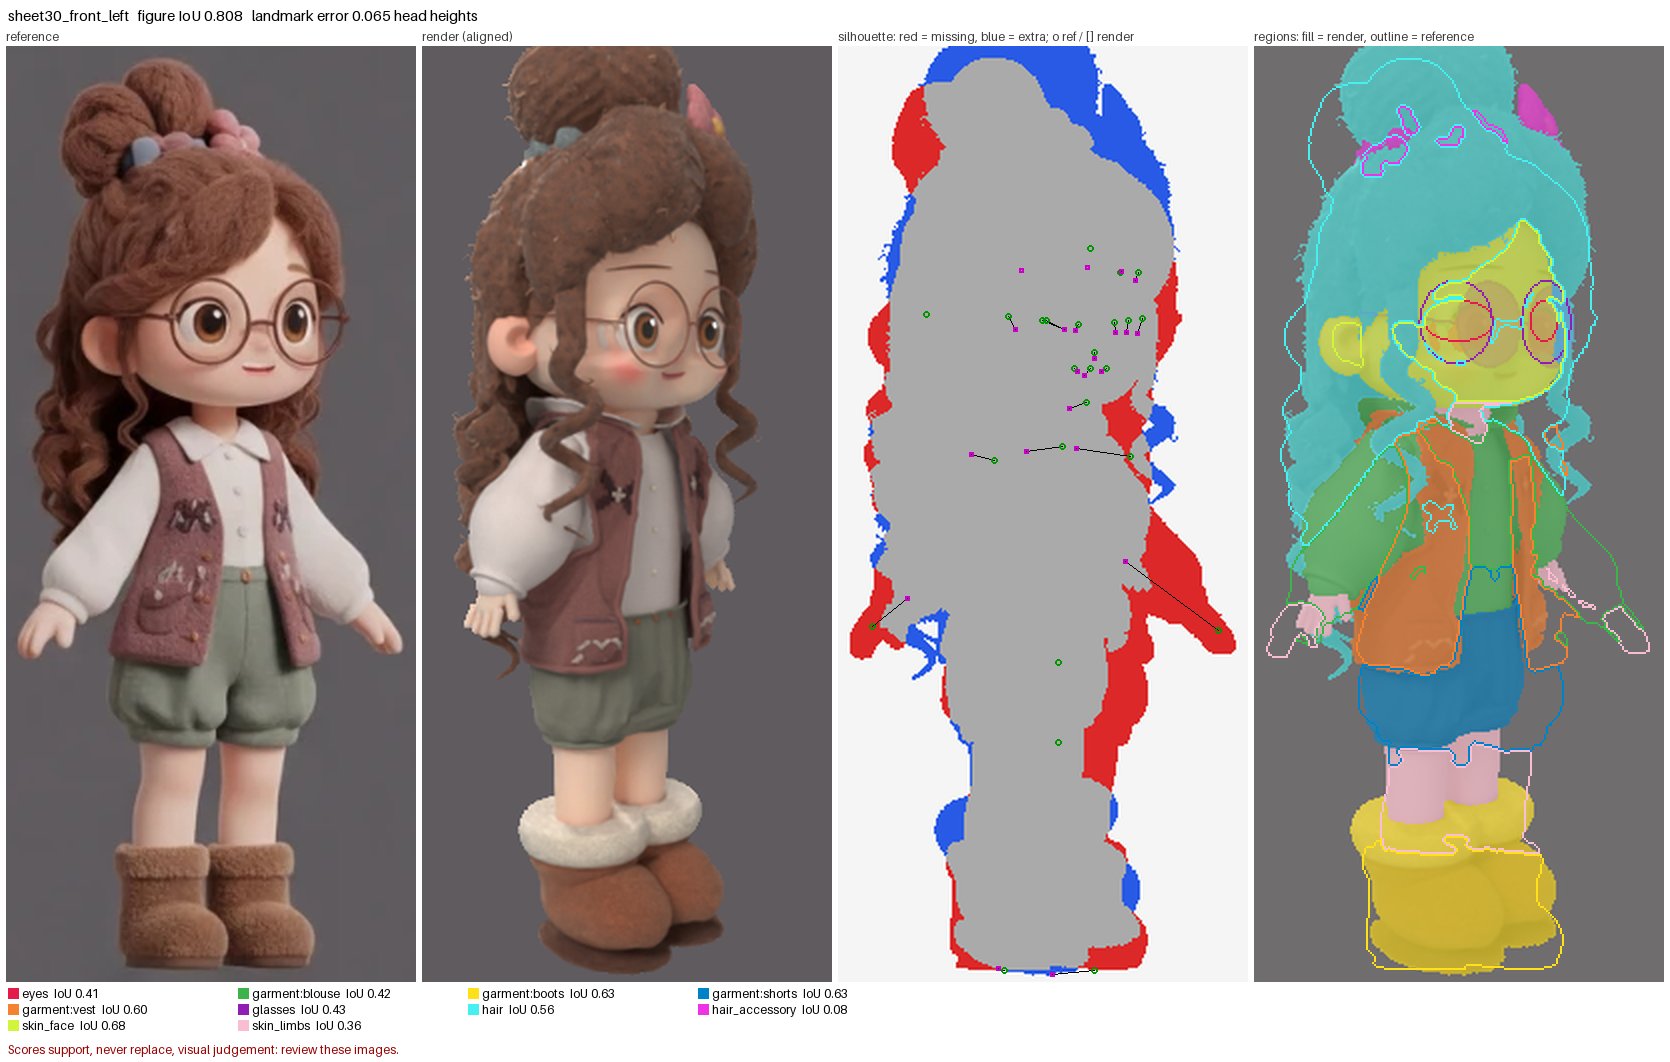 sheet30_front_left figure IoU 0.808 landmark error 0.065 head heights
reference
render (aligned)
silhouette: red = missing, blue = extra; o ref / [] render
regions: fill = render, outline = reference
eyes IoU 0.41
garment:blouse IoU 0.42
garment:boots IoU 0.63
garment:shorts IoU 0.63
garment:vest IoU 0.60
glasses IoU 0.43
hair IoU 0.56
hair_accessory IoU 0.08
skin_face IoU 0.68
skin_limbs IoU 0.36
Scores support, never replace, visual judgement: review these images.